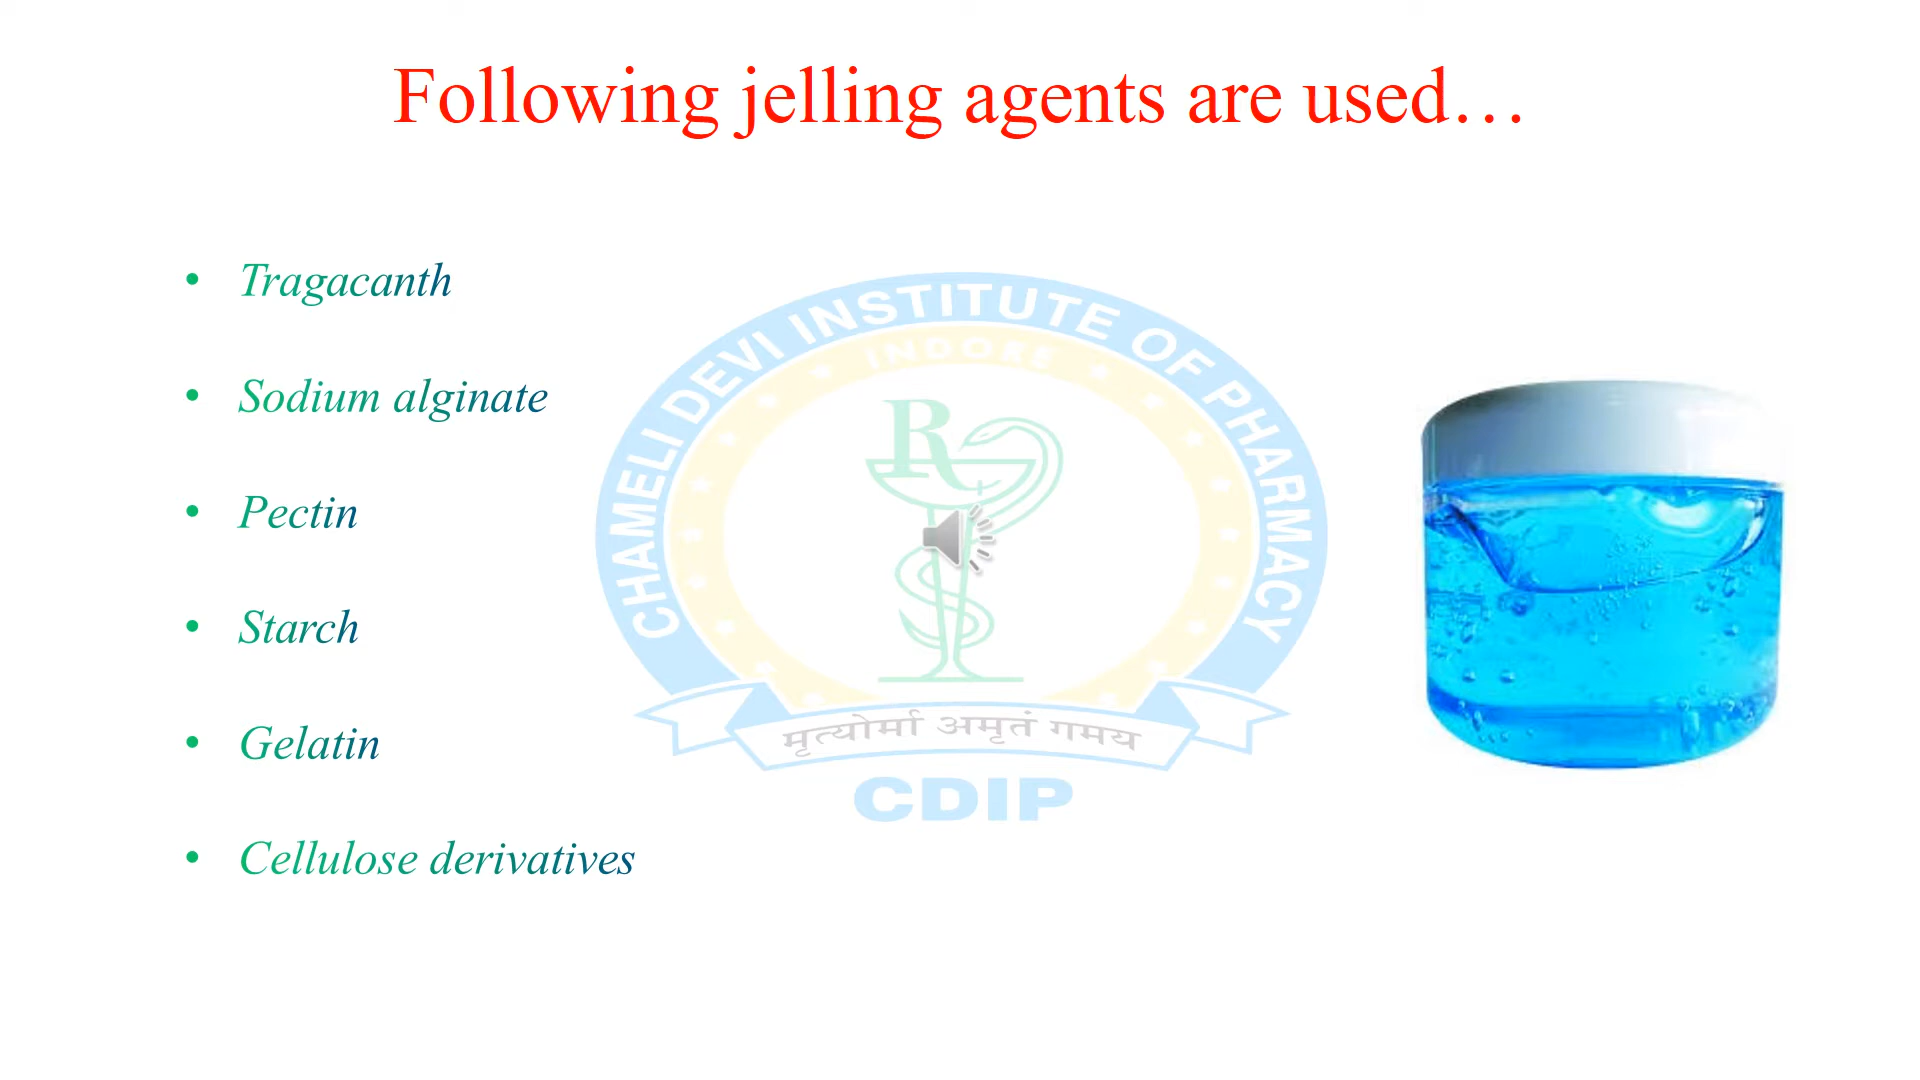 Following jelling agents are used…
• Tragacanth
• Sodium alginate
• Pectin
• Starch
• Gelatin
• Cellulose derivatives
CHAMELI DEVI INSTITUTE OF PHARMACY
INDORE
R
मृत्योर्मा अमृतं गमय
CDIP